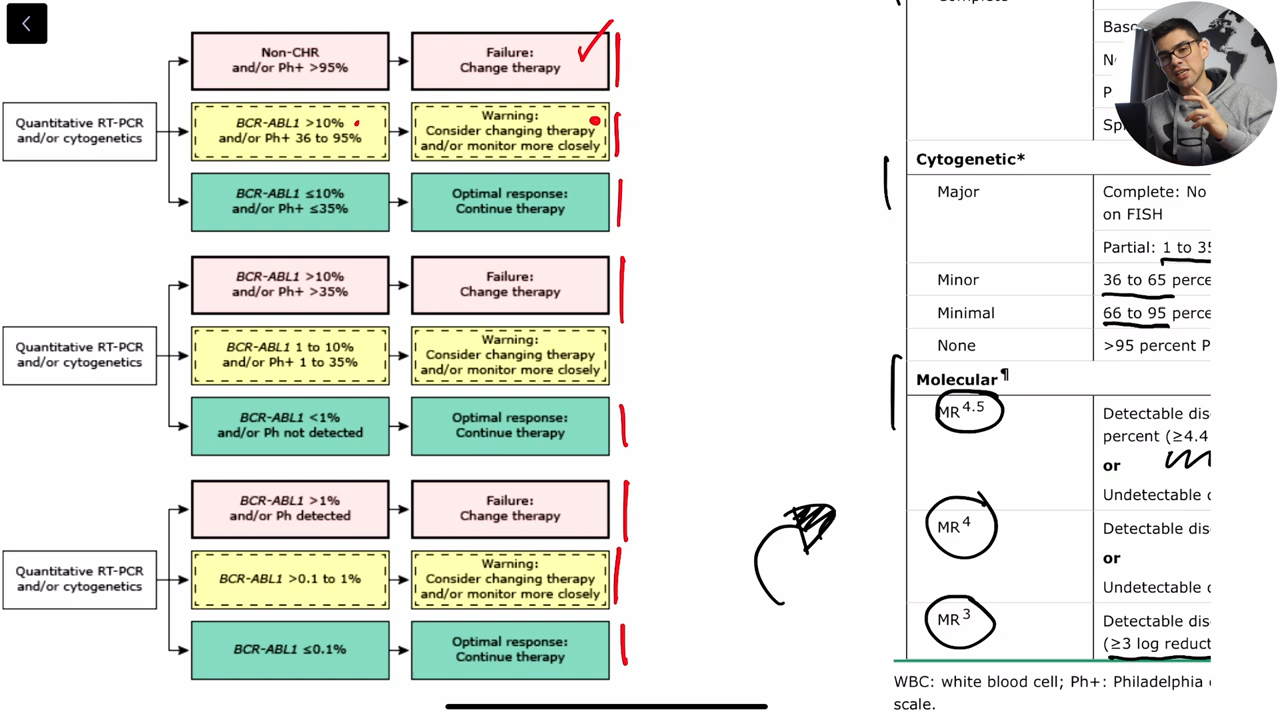 Quantitative RT-PCR
and/or cytogenetics
Non-CHR
and/or Ph+ >95%
Failure:
Change therapy
BCR-ABL1 >10%
and/or Ph+ 36 to 95%
Warning:
Consider changing therapy
and/or monitor more closely
BCR-ABL1 ≤10%
and/or Ph+ ≤35%
Optimal response:
Continue therapy
Quantitative RT-PCR
and/or cytogenetics
BCR-ABL1 >10%
and/or Ph+ >35%
Failure:
Change therapy
BCR-ABL1 1 to 10%
and/or Ph+ 1 to 35%
Warning:
Consider changing therapy
and/or monitor more closely
BCR-ABL1 <1%
and/or Ph not detected
Optimal response:
Continue therapy
Quantitative RT-PCR
and/or cytogenetics
BCR-ABL1 >1%
and/or Ph detected
Failure:
Change therapy
BCR-ABL1 >0.1 to 1%
Warning:
Consider changing therapy
and/or monitor more closely
BCR-ABL1 ≤0.1%
Optimal response:
Continue therapy
Cytogenetic*
Major
Complete: No
on FISH
Partial: 1 to 35
Minor
36 to 65 perce
Minimal
66 to 95 perce
None
>95 percent P
Molecular¶
MR4.5
Detectable dis
percent (≥4.4
or
Undetectable
MR4
Detectable dis
or
Undetectable
MR3
Detectable dis
(≥3 log reduct
WBC: white blood cell; Ph+: Philadelphia
scale.